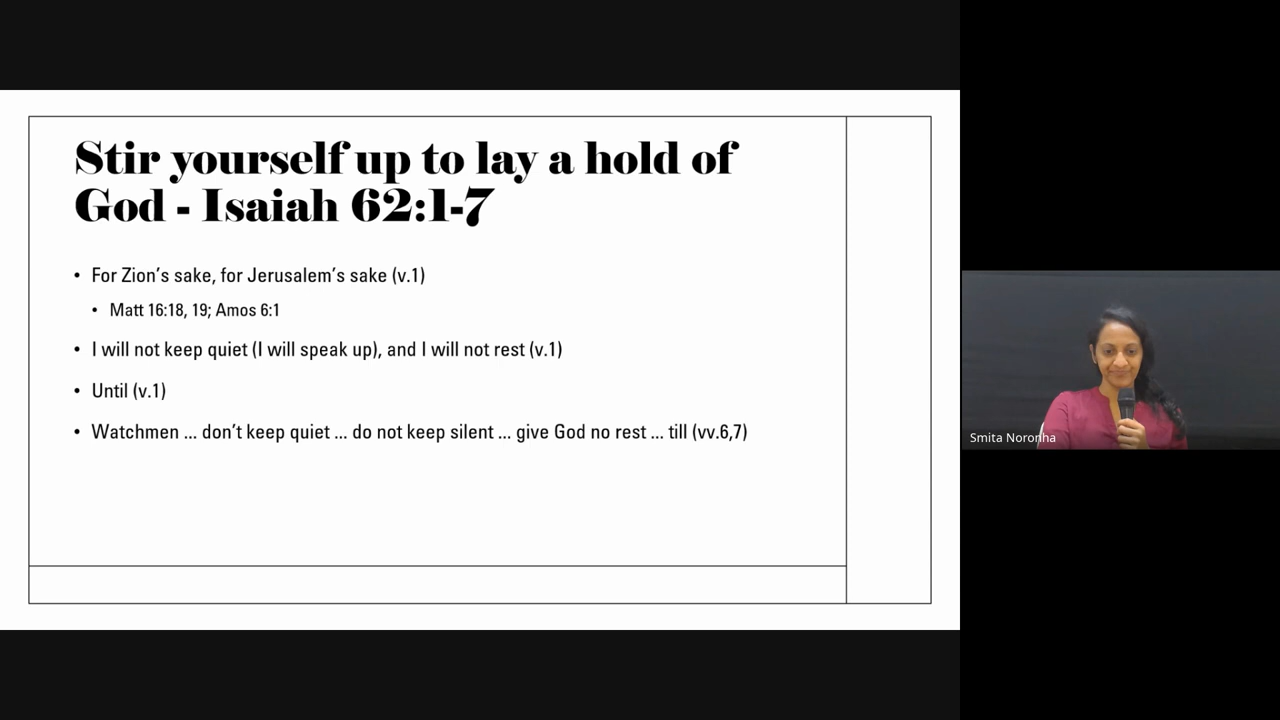 Stir yourself up to lay a hold of
God - Isaiah 62:1-7
• For Zion’s sake, for Jerusalem’s sake (v.1)
• Matt 16:18, 19; Amos 6:1
• I will not keep quiet (I will speak up), and I will not rest (v.1)
• Until (v.1)
• Watchmen ... don’t keep quiet ... do not keep silent ... give God no rest ... till (vv.6,7)
Smita Noronha